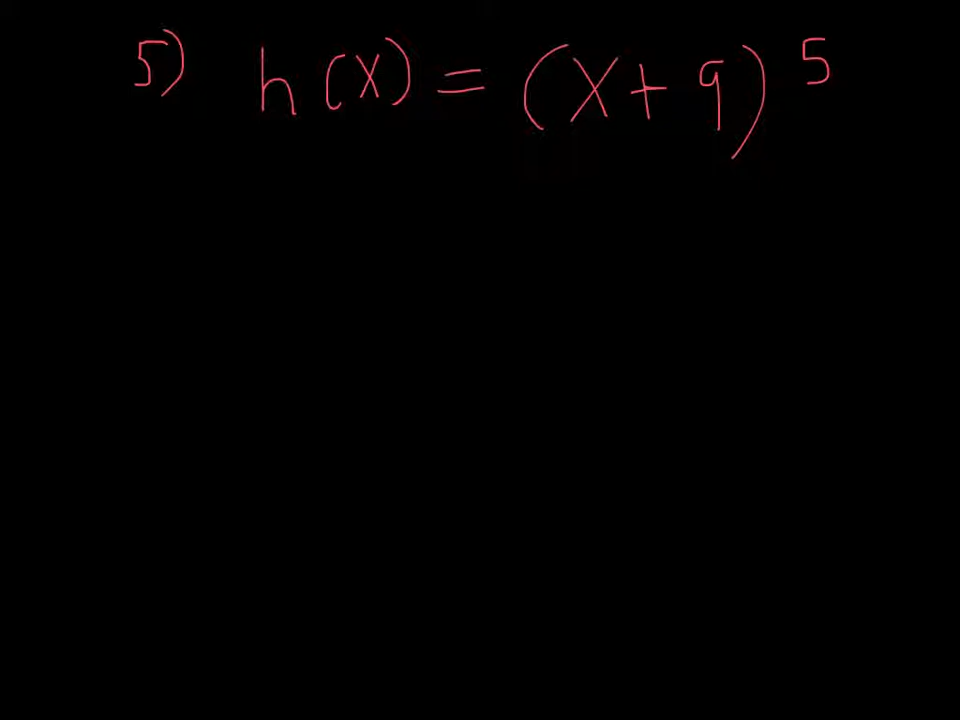 5) h(x) = (x+9)⁵